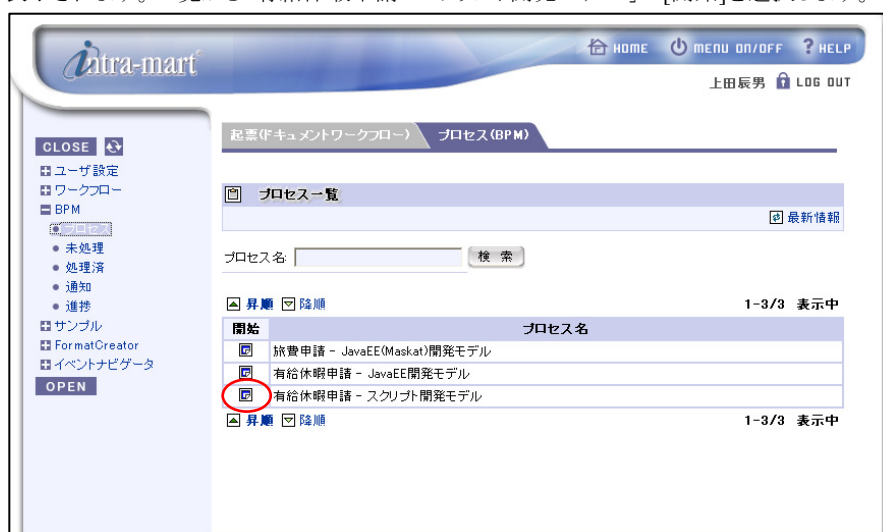 intra-mart
HOME MENU ON/OFF ? HELP
上田辰男 LOG OUT
起票(ドキュメントワークフロー) プロセス(BPM)
CLOSE
ユーザ設定
ワークフロー
BPM
プロセス
未処理
処理済
通知
進捗
サンプル
FormatCreator
イベントナビゲータ
OPEN
プロセス一覧
最新情報
プロセス名: 検 索
昇順 降順 1-3/3 表示中
開始 プロセス名
旅費申請 - JavaEE(Maskat)開発モデル
有給休暇申請 - JavaEE開発モデル
有給休暇申請 - スクリプト開発モデル
昇順 降順 1-3/3 表示中